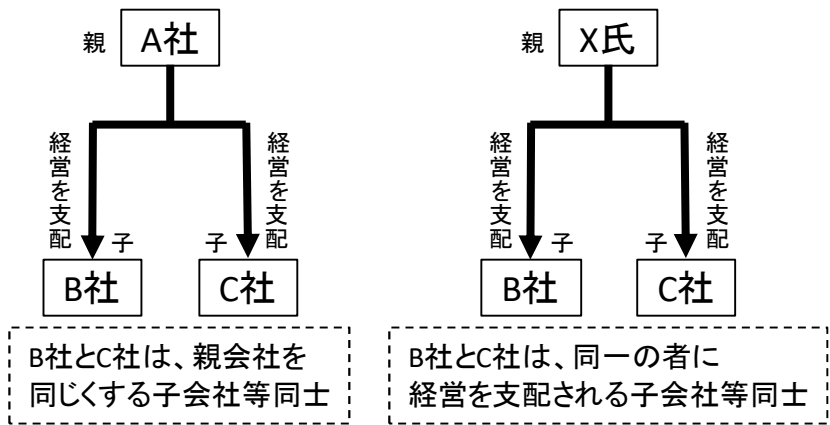 親
A社
経営を支配
経営を支配
子
子
B社
C社
B社とC社は、親会社を
同じくする子会社等同士
親
X氏
経営を支配
経営を支配
子
子
B社
C社
B社とC社は、同一の者に
経営を支配される子会社等同士